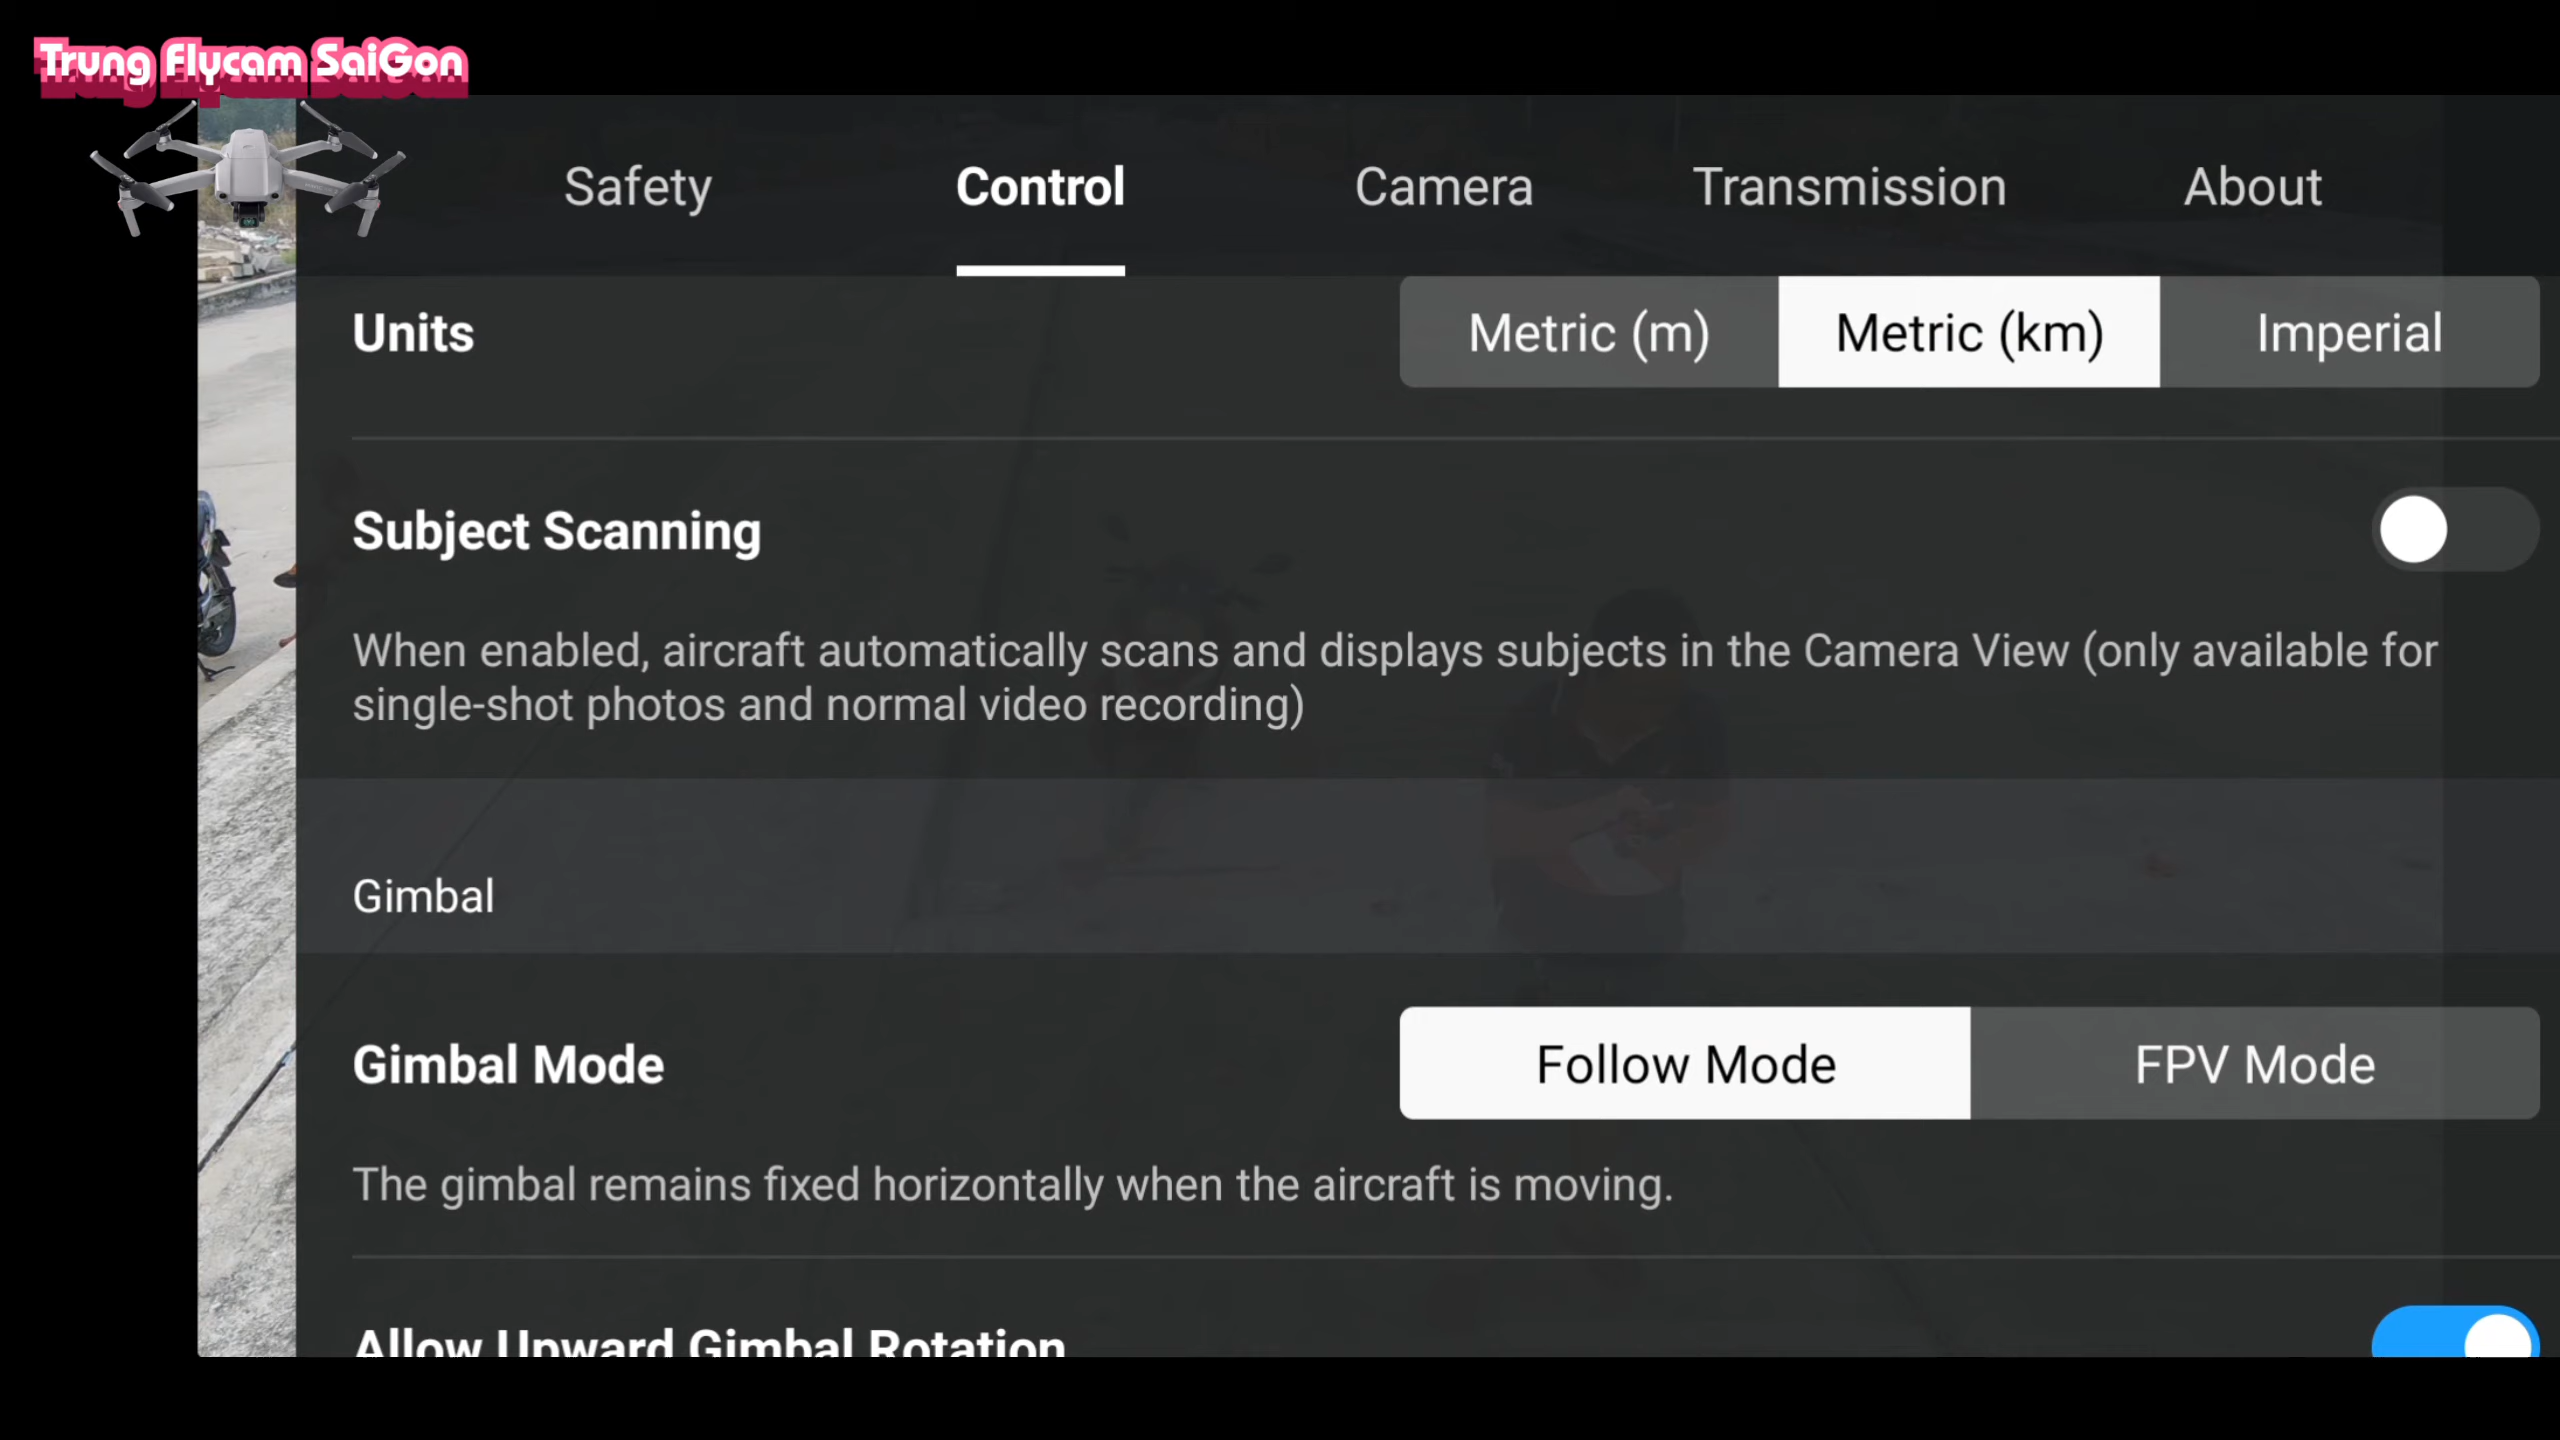 Trung Flycam SaiGon
Safety Control Camera Transmission About
Units Metric (m) Metric (km) Imperial
Subject Scanning
When enabled, aircraft automatically scans and displays subjects in the Camera View (only available for
single-shot photos and normal video recording)
Gimbal
Gimbal Mode Follow Mode FPV Mode
The gimbal remains fixed horizontally when the aircraft is moving.
Allow Upward Gimbal Rotation